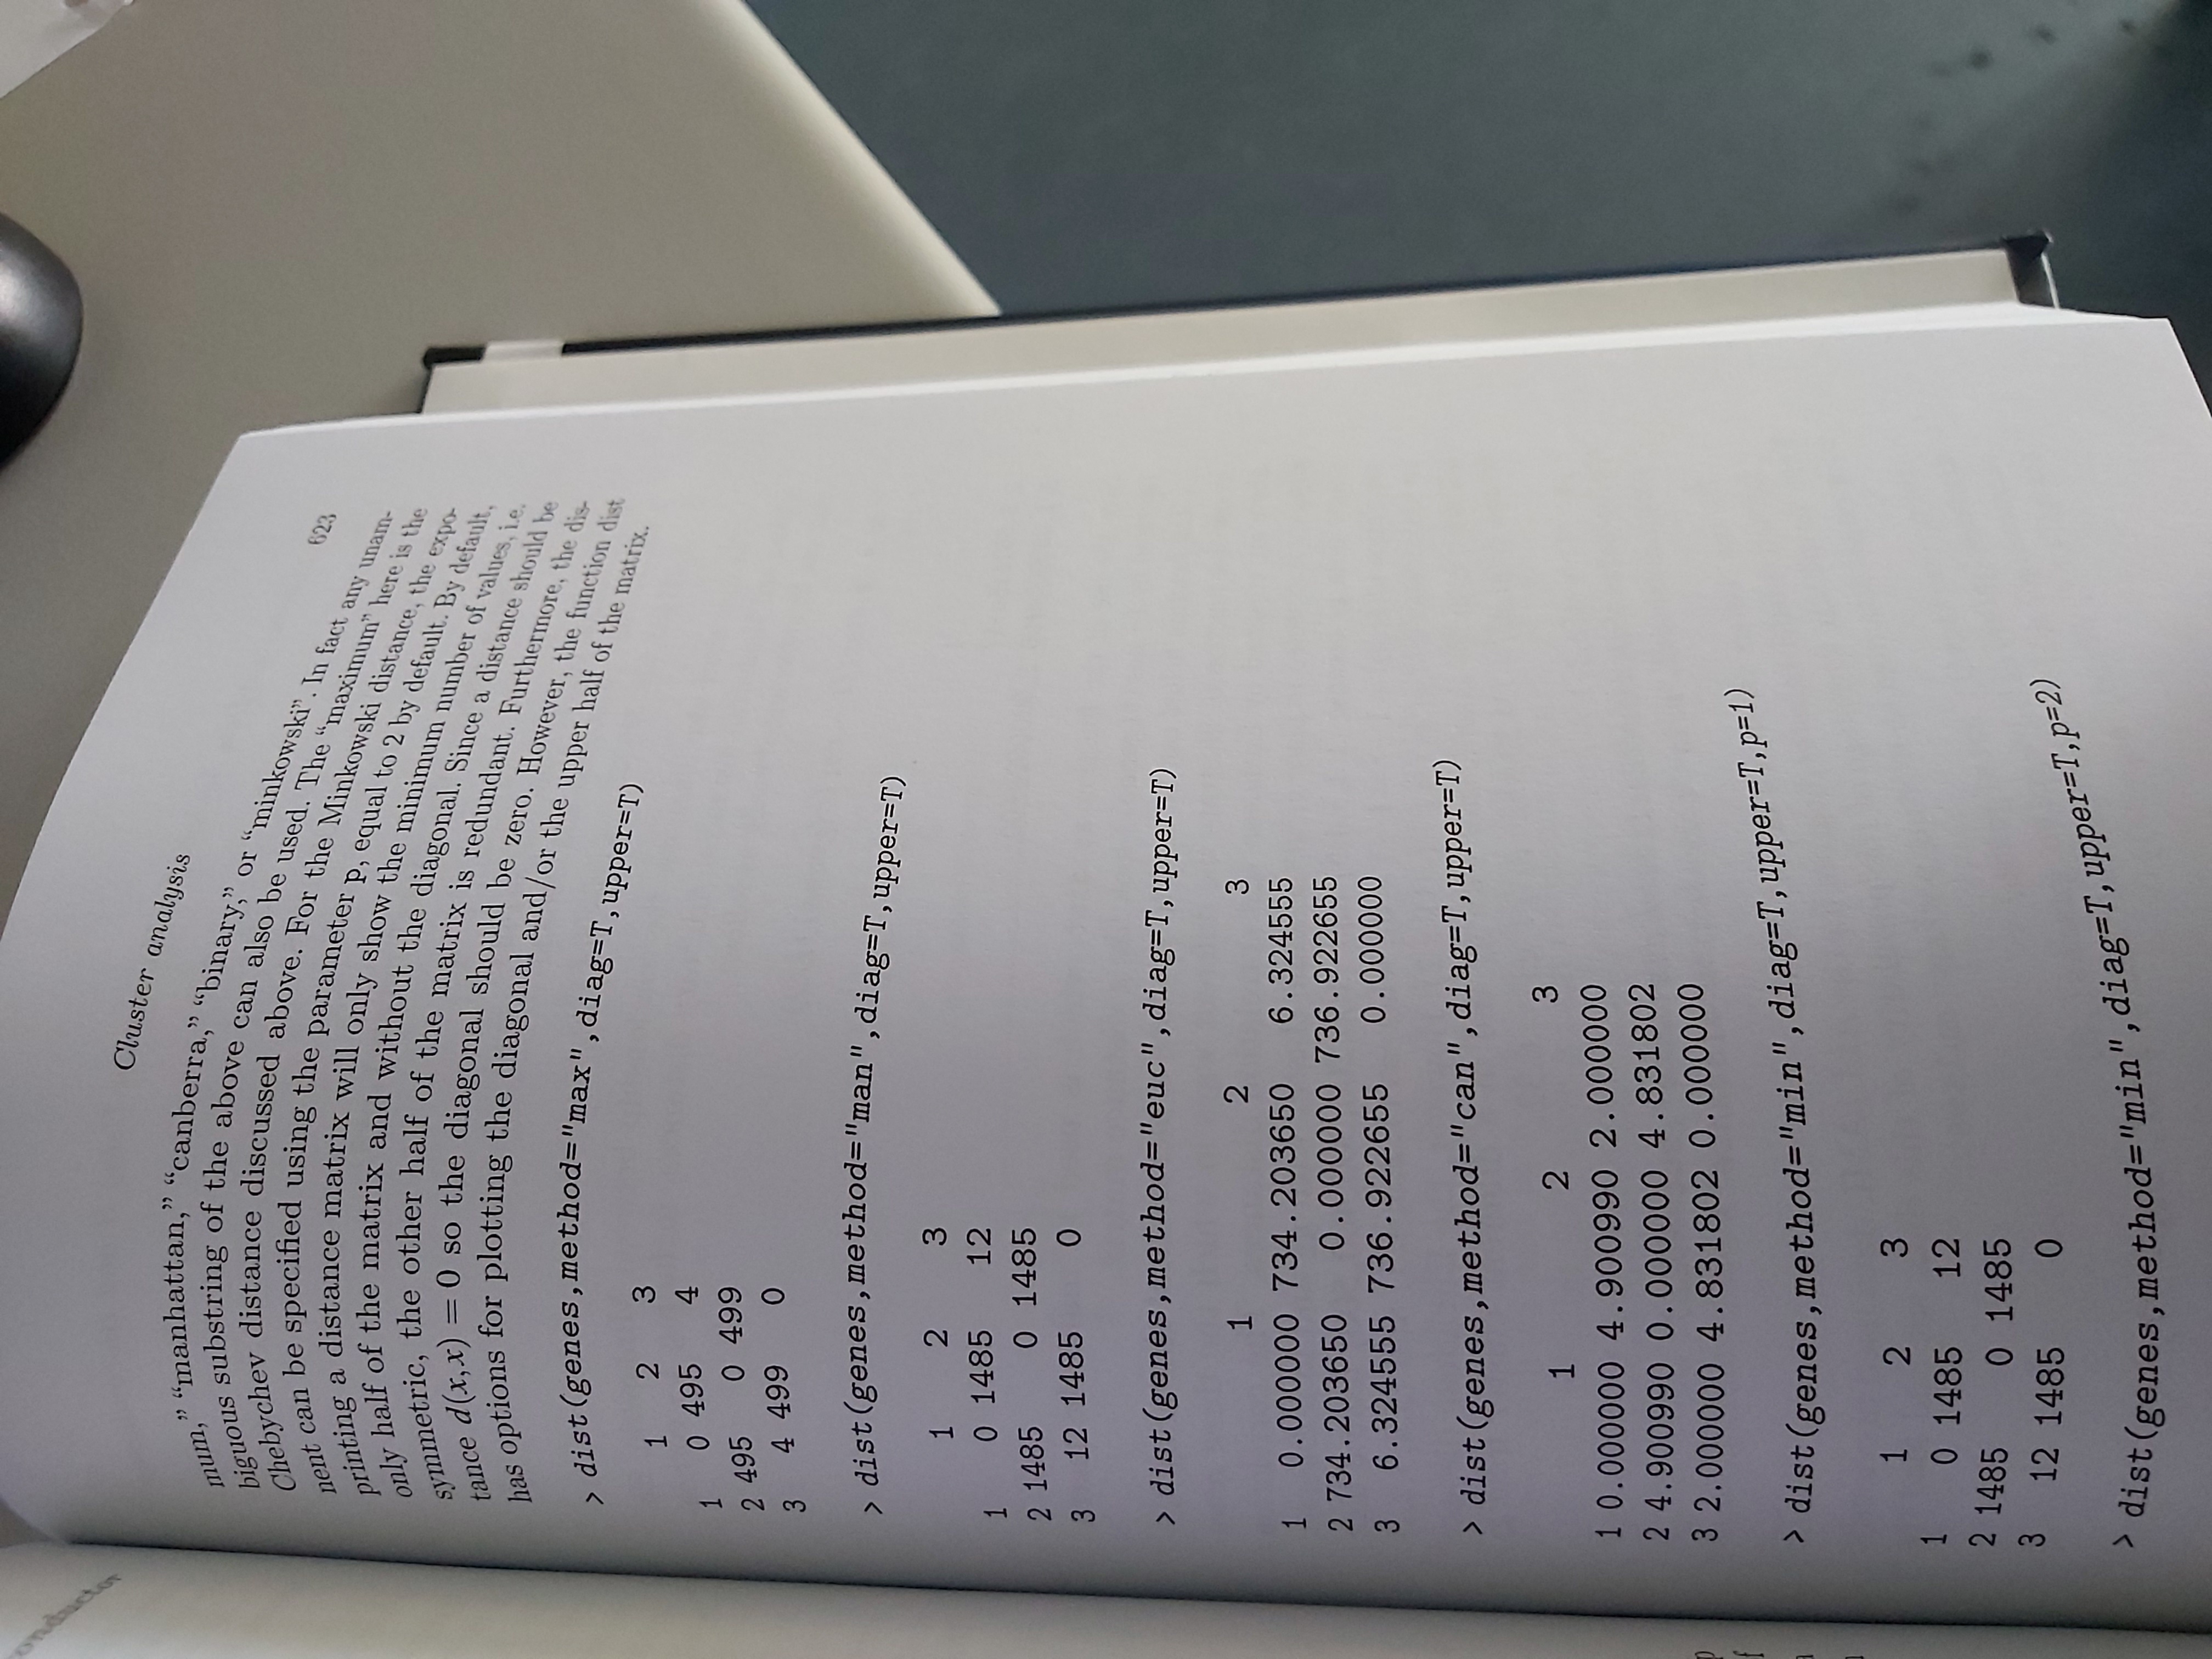 onductor
Cluster analysis
623
mum,” “manhattan,” “canberra,” “binary,” or “minkowski”. In fact any unam-
biguous substring of the above can also be used. The “maximum” here is the
Chebychev distance discussed above. For the Minkowski distance, the expo-
nent can be specified using the parameter p, equal to 2 by default. By default,
printing a distance matrix will only show the minimum number of values, i.e.
only half of the matrix and without the diagonal. Since a distance should be
symmetric, the other half of the matrix is redundant. Furthermore, the dis-
tance d(x,x) = 0 so the diagonal should be zero. However, the function dist
has options for plotting the diagonal and/or the upper half of the matrix.
> dist(genes,method="max",diag=T,upper=T)
1 2 3
1 0 495 4
2 495 0 499
3 4 499 0
> dist(genes,method="man",diag=T,upper=T)
1 2 3
1 0 1485 12
2 1485 0 1485
3 12 1485 0
> dist(genes,method="euc",diag=T,upper=T)
1 2 3
1 0.000000 734.203650 6.324555
2 734.203650 0.000000 736.922655
3 6.324555 736.922655 0.000000
> dist(genes,method="can",diag=T,upper=T)
1 2 3
1 0.000000 4.900990 2.000000
2 4.900990 0.000000 4.831802
3 2.000000 4.831802 0.000000
> dist(genes,method="min",diag=T,upper=T,p=1)
1 2 3
1 0 1485 12
2 1485 0 1485
3 12 1485 0
> dist(genes,method="min",diag=T,upper=T,p=2)